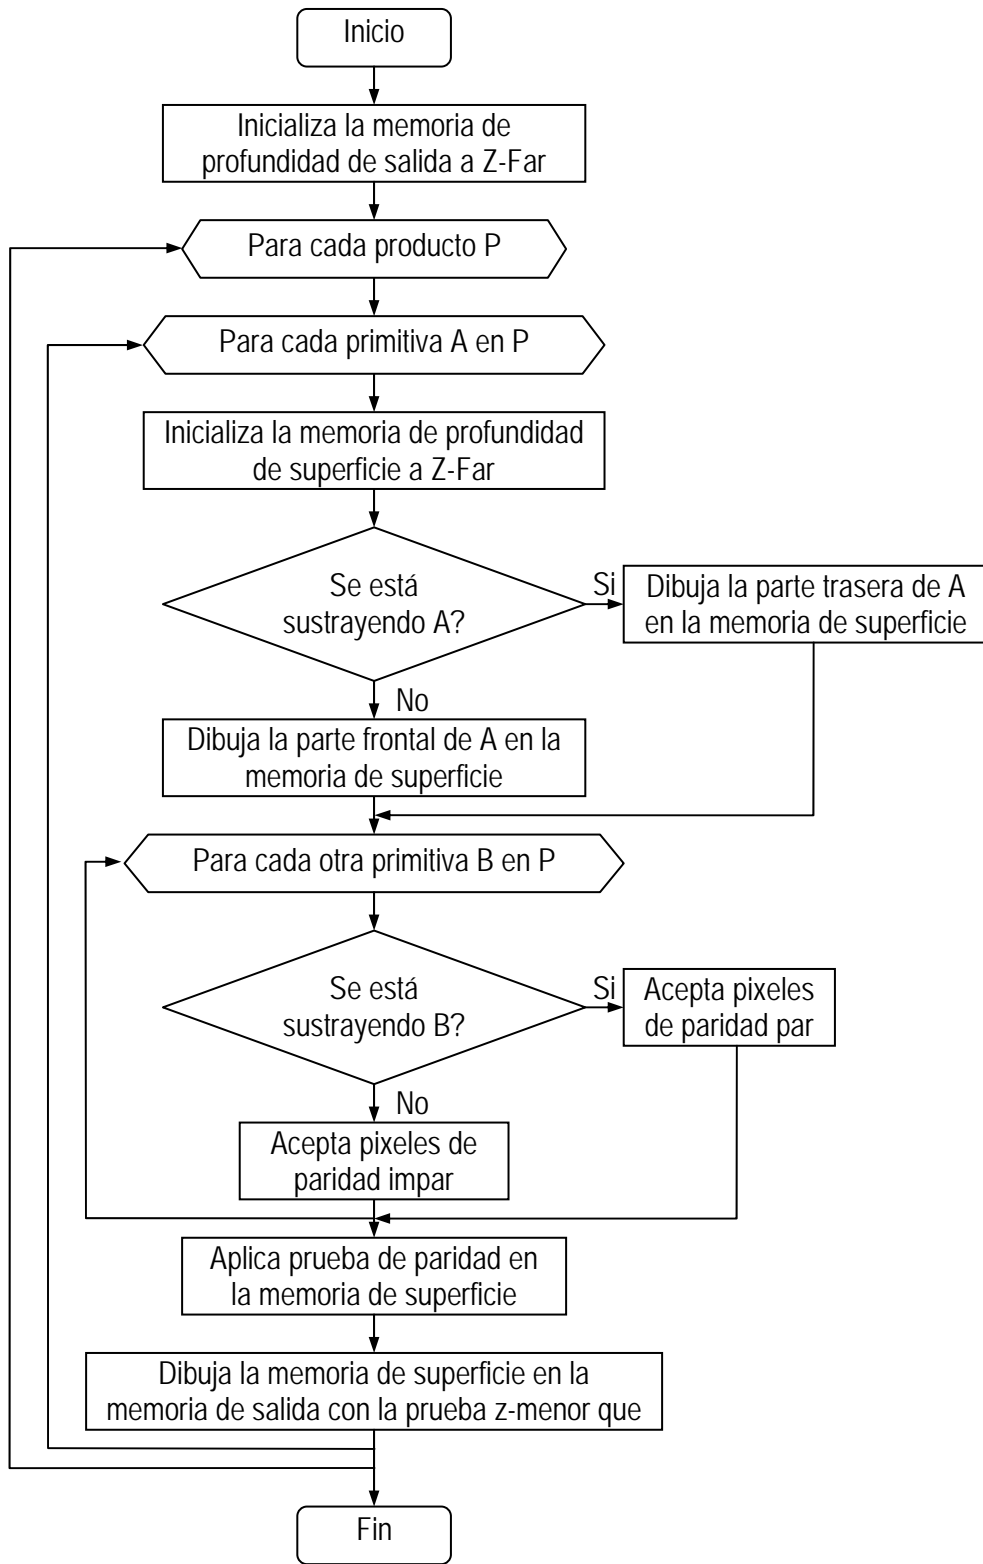 Inicio
Inicializa la memoria de
profundidad de salida a Z-Far
Para cada producto P
Para cada primitiva A en P
Inicializa la memoria de profundidad
de superficie a Z-Far
Se está
sustrayendo A?
Si
Dibuja la parte trasera de A
en la memoria de superficie
No
Dibuja la parte frontal de A en la
memoria de superficie
Para cada otra primitiva B en P
Se está
sustrayendo B?
Si
Acepta pixeles
de paridad par
No
Acepta pixeles de
paridad impar
Aplica prueba de paridad en
la memoria de superficie
Dibuja la memoria de superficie en la
memoria de salida con la prueba z-menor que
Fin